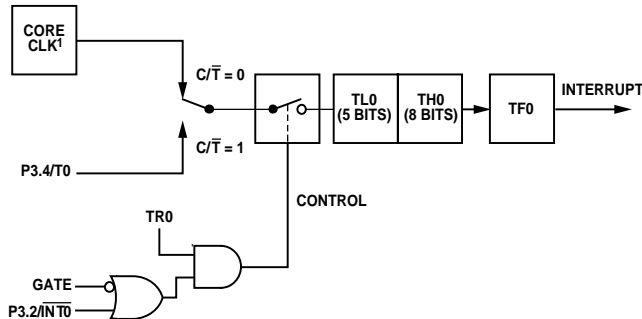 CORE
CLK¹
C/T̅ = 0
TL0
(5 BITS)
TH0
(8 BITS)
TF0
INTERRUPT
C/T̅ = 1
P3.4/T0
CONTROL
TR0
GATE
P3.2/I̅N̅T̅0̅